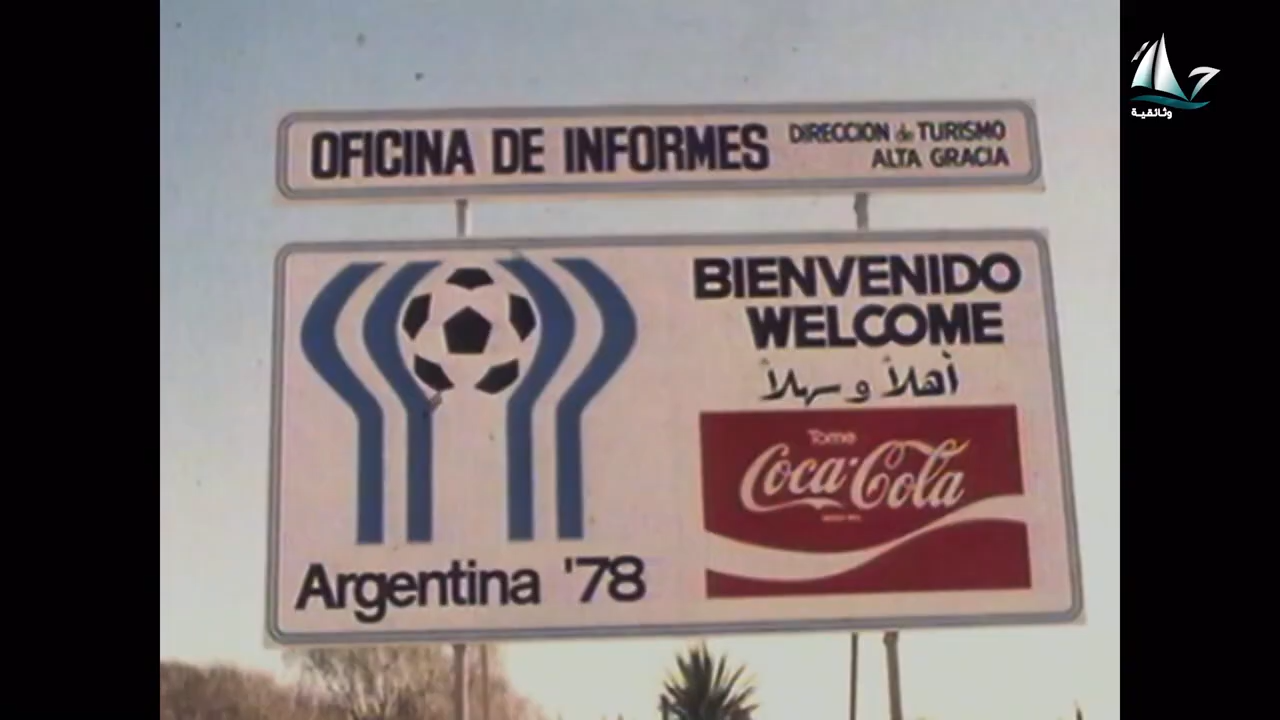 OFICINA DE INFORMES
DIRECCION de TURISMO
ALTA GRACIA
BIENVENIDO
WELCOME
أهلاً و سهلاً
Tome
Coca-Cola
Argentina '78
وثائقية